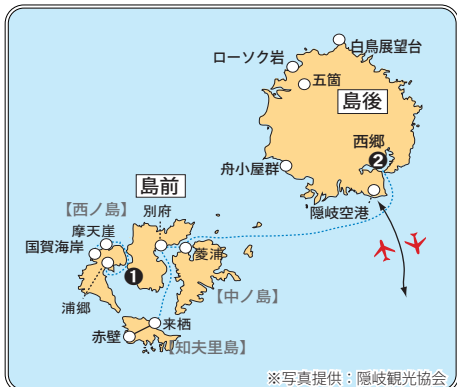 白鳥展望台
ローソク岩
五箇
島後
西郷
❷
舟小屋群
隠岐空港
島前
【西ノ島】
別府
摩天崖
国賀海岸
菱浦
❶
浦郷
【中ノ島】
来栖
赤壁
【知夫里島】
※写真提供：隠岐観光協会